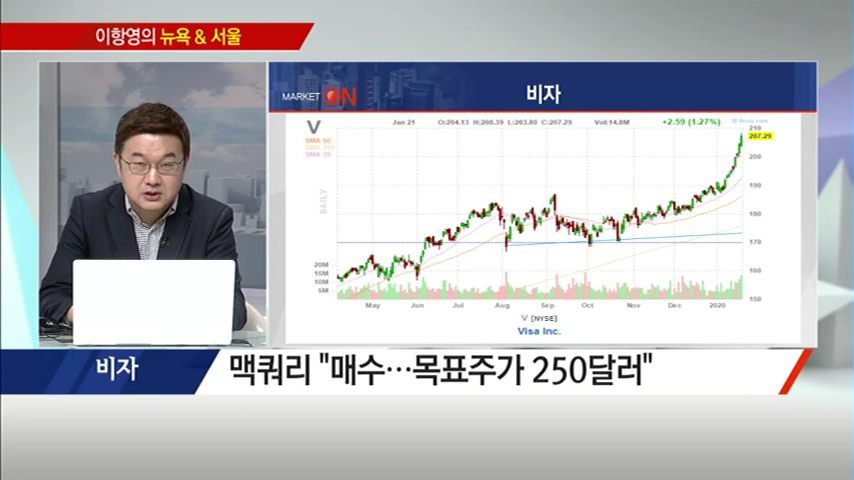 이항영의 뉴욕 & 서울
MARKET ON
비자
V
Jan 21 O:204.13 H:208.39 L:203.80 C:207.29 Vol:14.8M +2.59 (1.27%)
SMA 50
SMA 200
SMA 20
DAILY
210
207.29
200
190
180
170
160
150
20M
15M
10M
5M
May Jun Jul Aug Sep Oct Nov Dec 2020
V [NYSE]
Visa Inc.
비자
맥쿼리 "매수…목표주가 250달러"